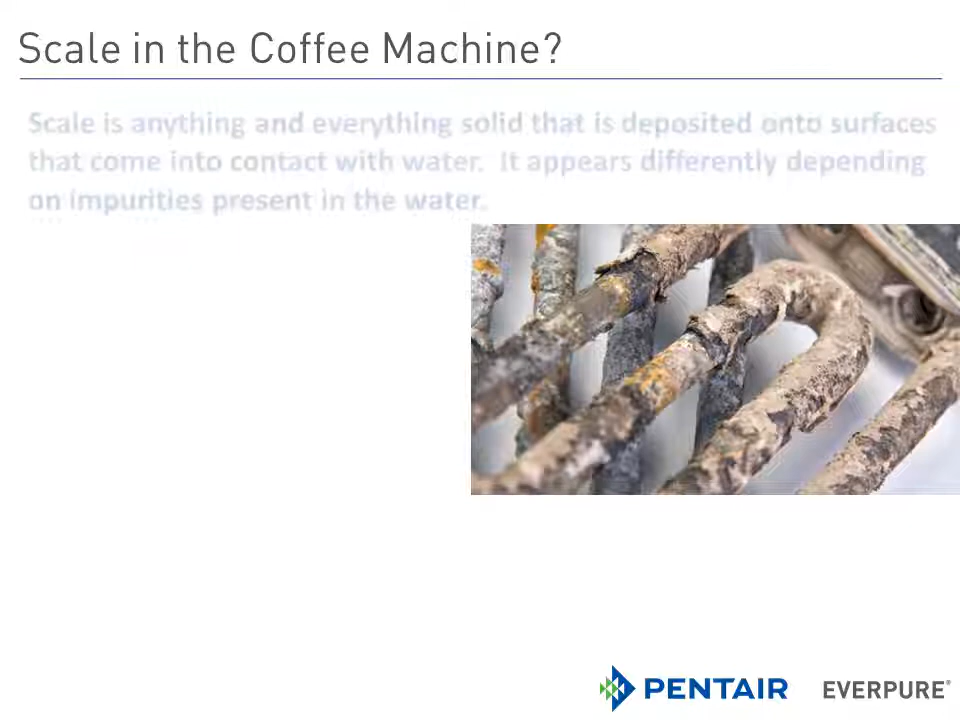 Scale in the Coffee Machine?
Scale is anything and everything solid that is deposited onto surfaces
that come into contact with water. It appears differently depending
on impurities present in the water.
PENTAIR EVERPURE®